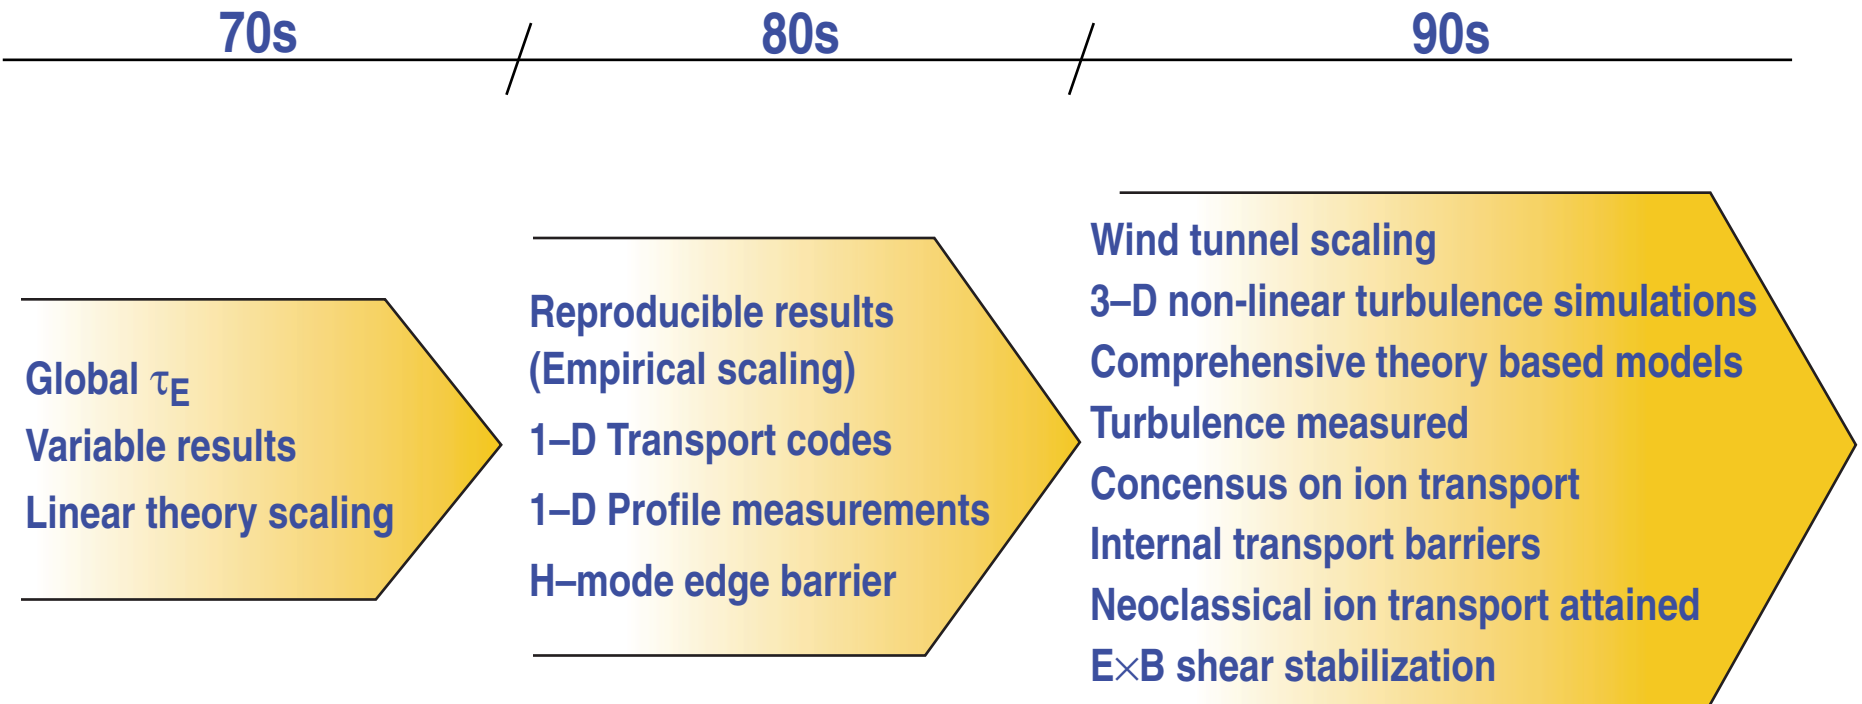 70s
80s
90s
Global τE
Variable results
Linear theory scaling
Reproducible results
(Empirical scaling)
1–D Transport codes
1–D Profile measurements
H–mode edge barrier
Wind tunnel scaling
3–D non-linear turbulence simulations
Comprehensive theory based models
Turbulence measured
Concensus on ion transport
Internal transport barriers
Neoclassical ion transport attained
E×B shear stabilization